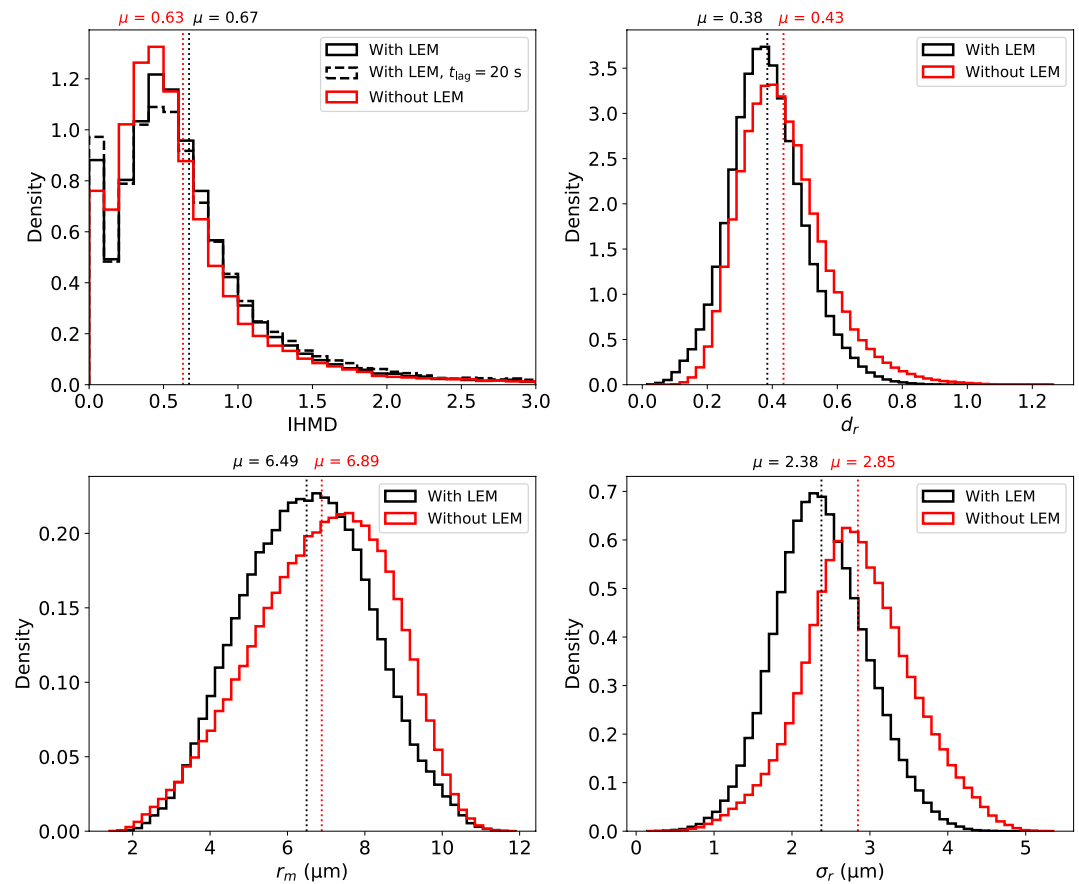 μ = 0.63 μ = 0.67
Density
1.2
1.0
0.8
0.6
0.4
0.2
0.0
With LEM
With LEM, t_lag = 20 s
Without LEM
0.0 0.5 1.0 1.5 2.0 2.5 3.0
IHMD
μ = 0.38 μ = 0.43
Density
3.5
3.0
2.5
2.0
1.5
1.0
0.5
0.0
With LEM
Without LEM
0.0 0.2 0.4 0.6 0.8 1.0 1.2
d_r
μ = 6.49 μ = 6.89
Density
0.20
0.15
0.10
0.05
0.00
With LEM
Without LEM
2 4 6 8 10 12
r_m (μm)
μ = 2.38 μ = 2.85
Density
0.7
0.6
0.5
0.4
0.3
0.2
0.1
0.0
With LEM
Without LEM
0 1 2 3 4 5
σ_r (μm)